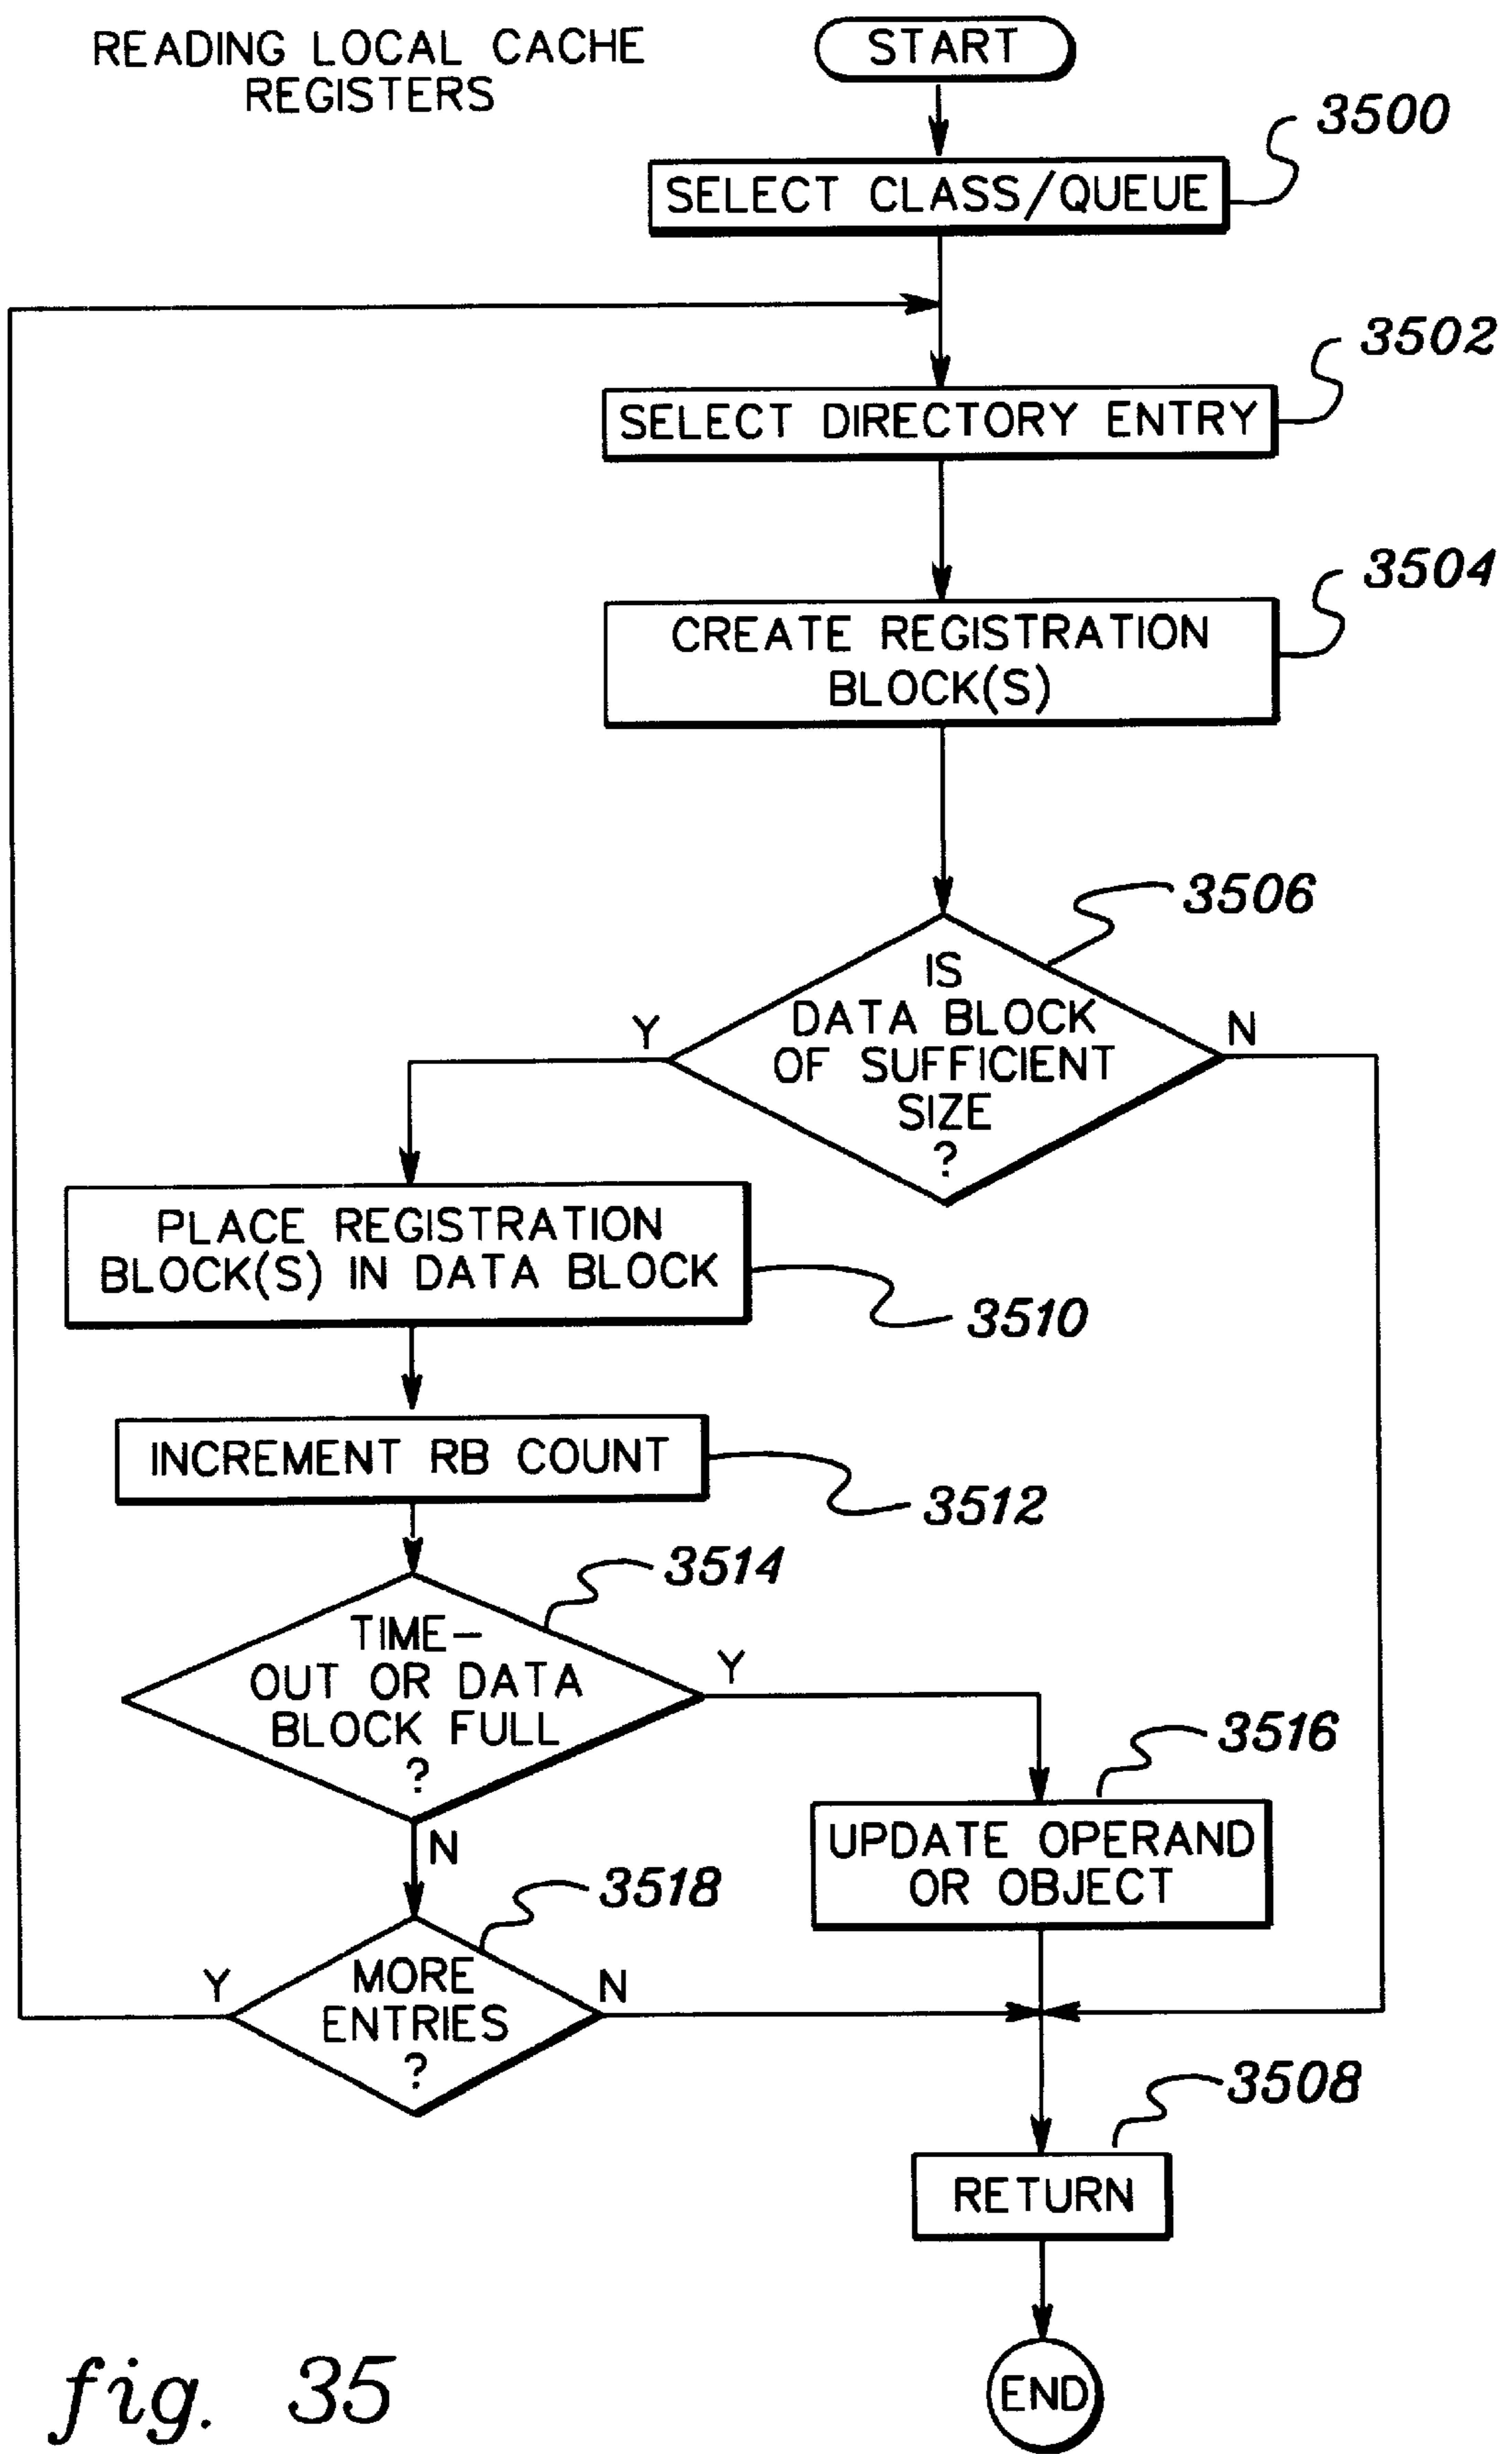 READING LOCAL CACHE
REGISTERS
START
3500
SELECT CLASS/QUEUE
3502
SELECT DIRECTORY ENTRY
3504
CREATE REGISTRATION
BLOCK(S)
3506
IS
DATA BLOCK
OF SUFFICIENT
SIZE
?
Y
N
PLACE REGISTRATION
BLOCK(S) IN DATA BLOCK
3510
INCREMENT RB COUNT
3512
3514
TIME-
OUT OR DATA
BLOCK FULL
?
Y
N
3516
UPDATE OPERAND
OR OBJECT
3518
MORE
ENTRIES
?
Y
N
3508
RETURN
END
fig. 35